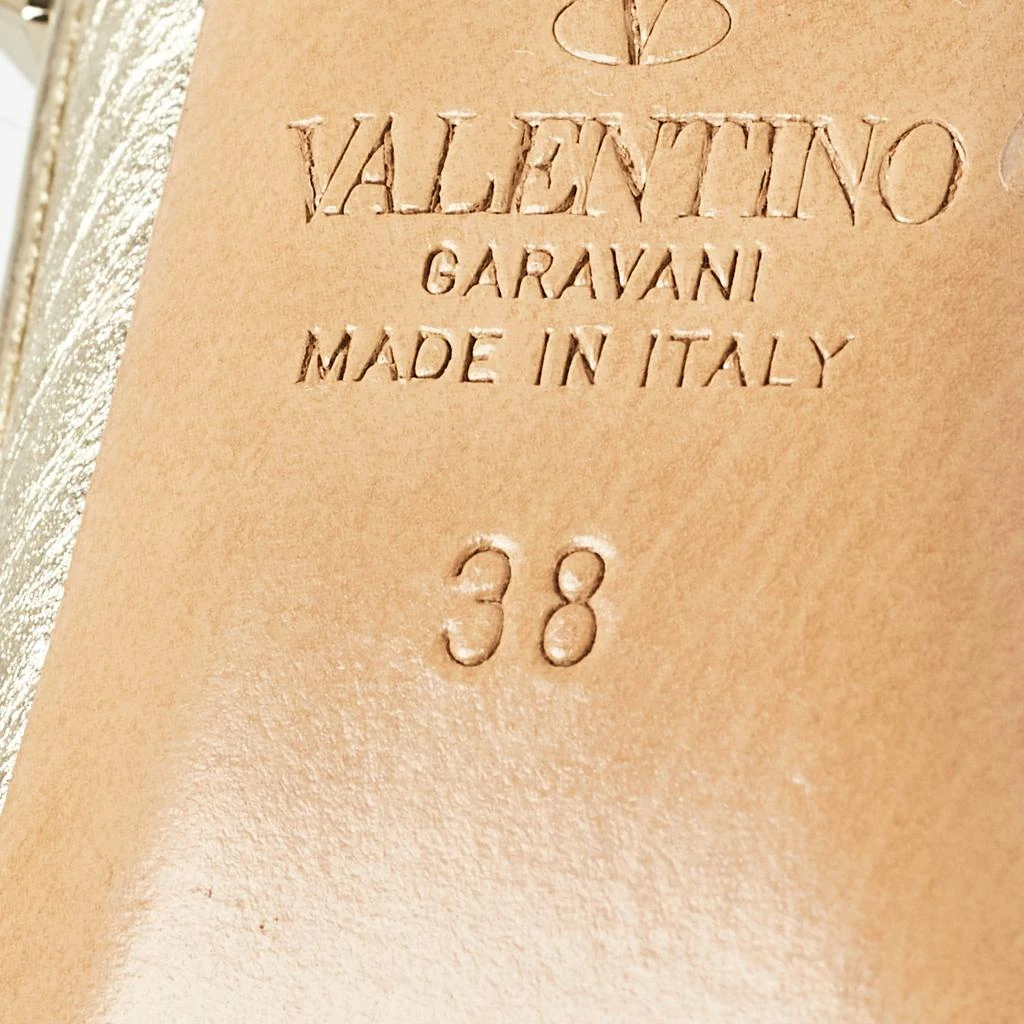 VALENTINO
GARAVANI
MADE IN ITALY
38